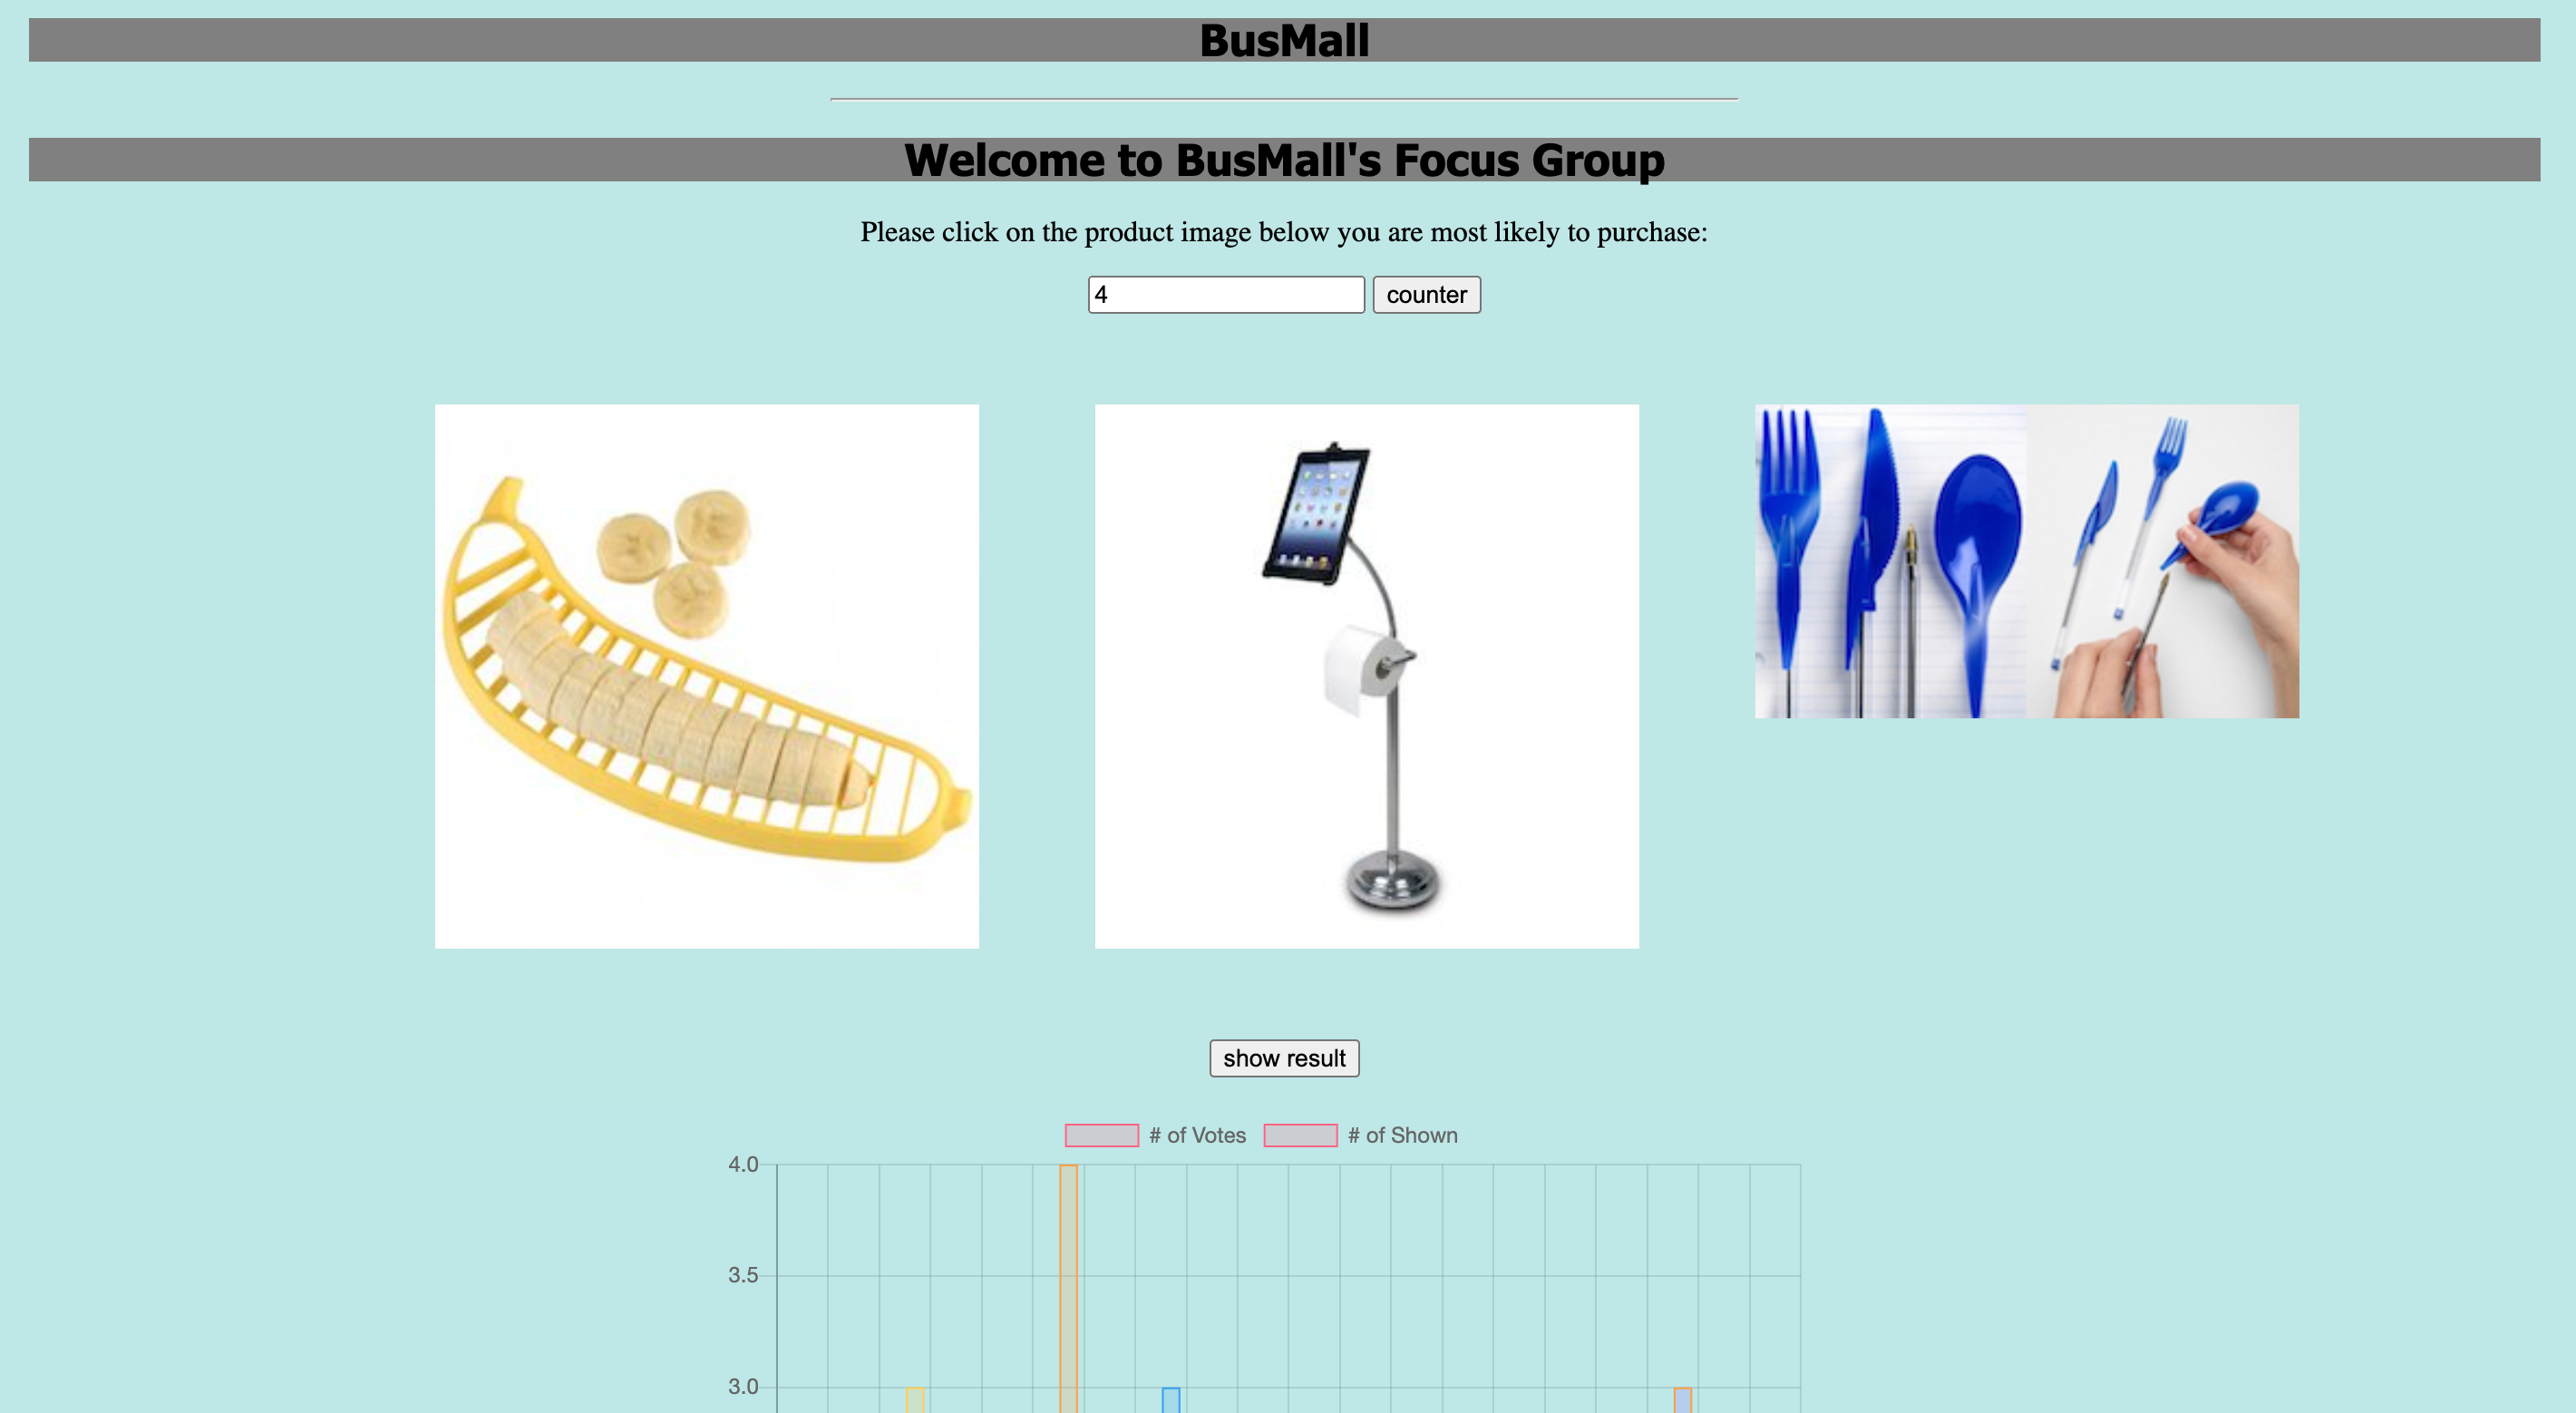 BusMall
Welcome to BusMall's Focus Group
Please click on the product image below you are most likely to purchase:
4 counter
show result
# of Votes # of Shown
4.0
3.5
3.0